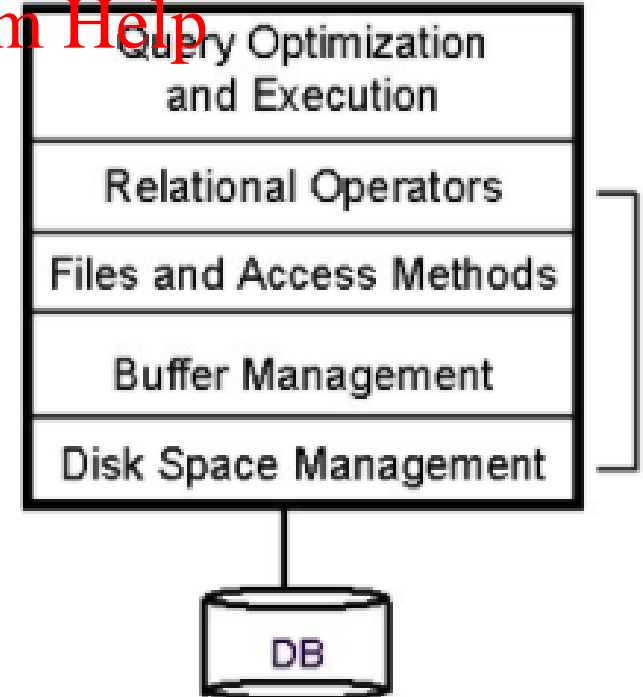 m Help
Query Optimization
and Execution
Relational Operators
Files and Access Methods
Buffer Management
Disk Space Management
DB